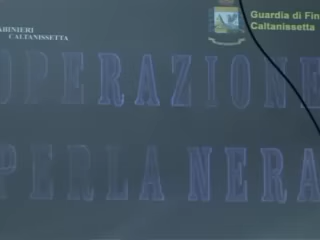 ARABINIERI
CALTANISSETTA
Guardia di Fin
Caltanissetta
OPERAZIONE
PERLA NERA